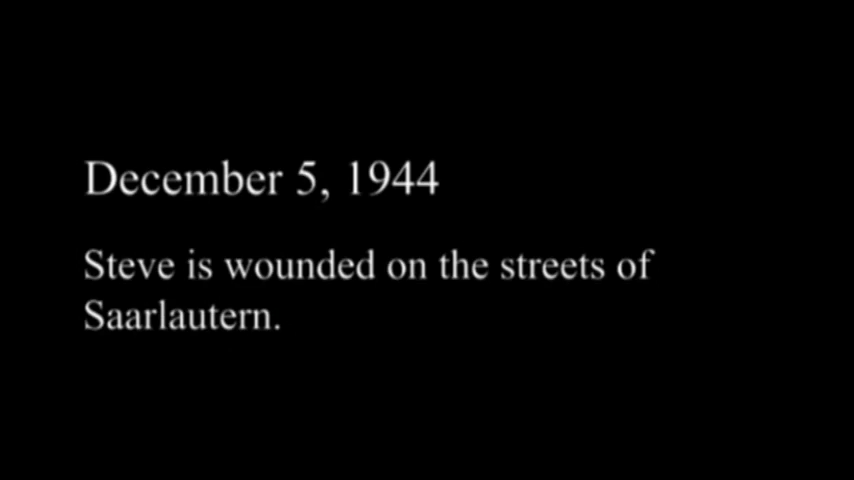 December 5, 1944
Steve is wounded on the streets of
Saarlautern.